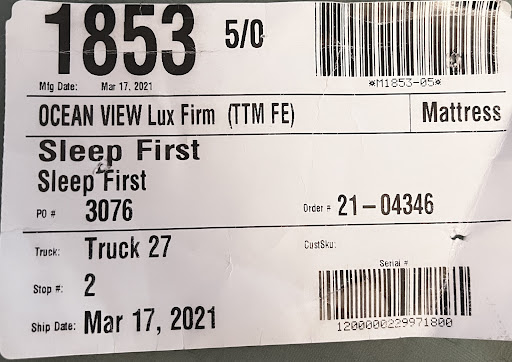 1853 5/0
*M1853-05*
Mfg Date: Mar 17, 2021
OCEAN VIEW Lux Firm (TTM FE) Mattress
Sleep First
Sleep First
PO # 3076 Order # 21-04346
Truck: Truck 27 CustSku:
Serial #
Stop #: 2
Ship Date: Mar 17, 2021
1200000229971800